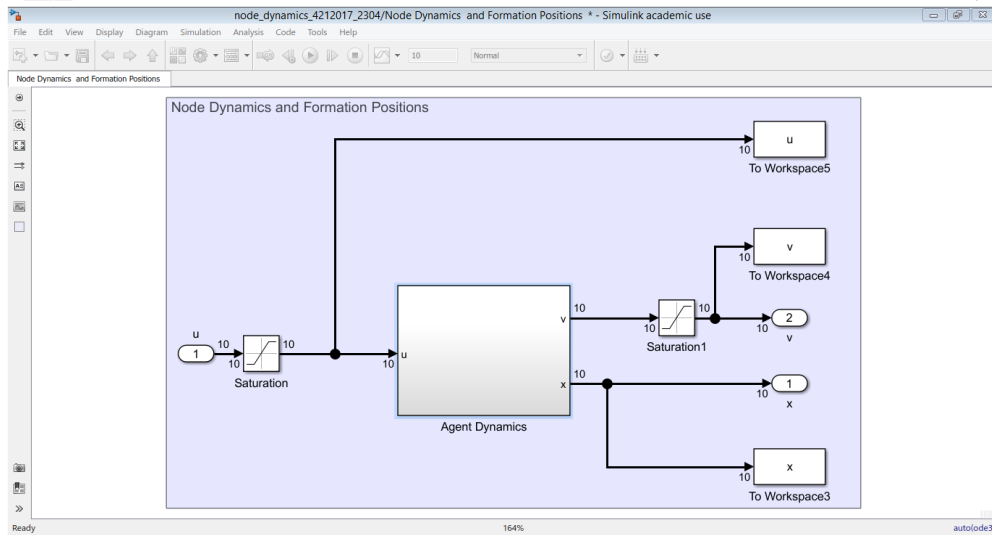 node_dynamics_4212017_2304/Node Dynamics and Formation Positions * - Simulink academic use
File Edit View Display Diagram Simulation Analysis Code Tools Help
10 Normal
Node Dynamics and Formation Positions
Node Dynamics and Formation Positions
u
10
To Workspace5
v
10
To Workspace4
u
1
10
10
10
Saturation
10
u
v
x
Agent Dynamics
10
10
10
Saturation1
10
2
v
10
10
1
x
10
x
To Workspace3
Ready 164% auto(ode3